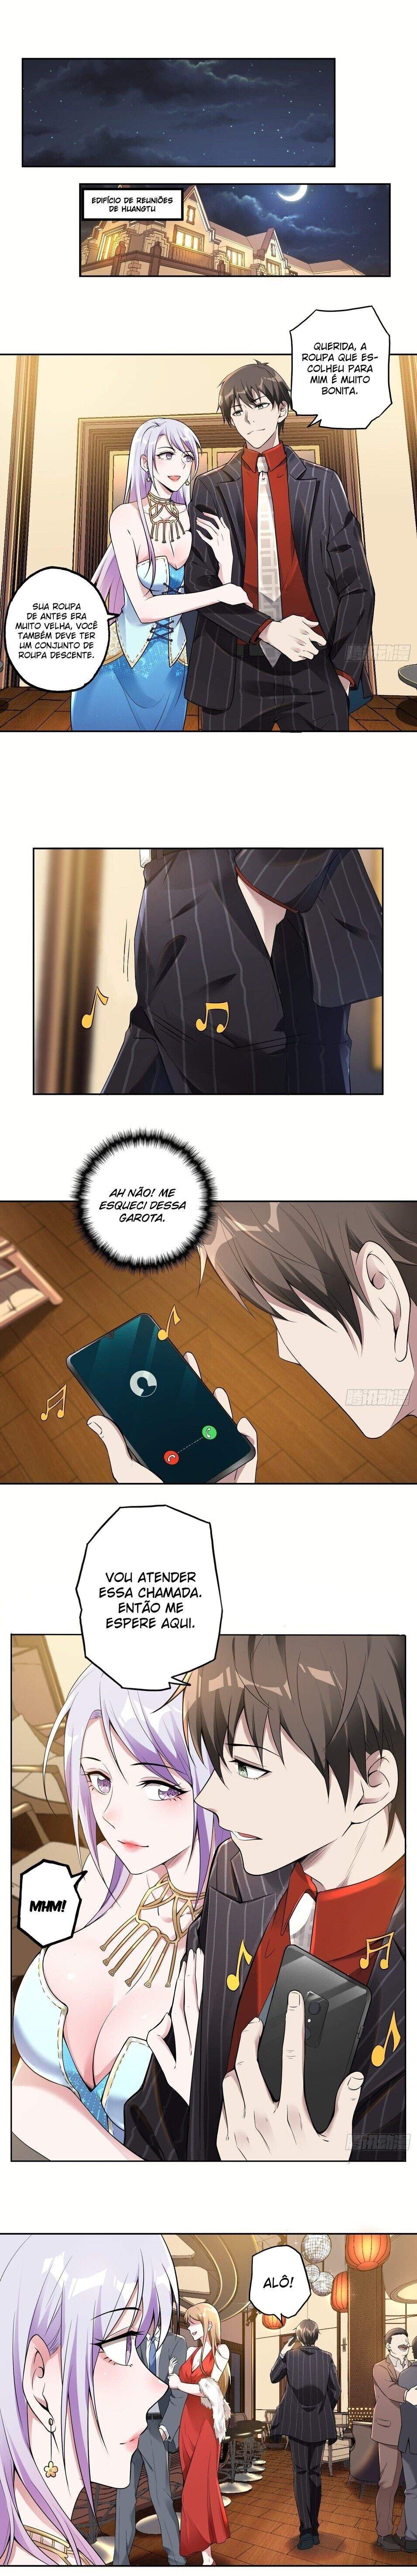 EDIFÍCIO DE REUNIÕES
DE HUANGTU
QUERIDA, A
ROUPA QUE ES-
COLHEU PARA
MIM É MUITO
BONITA.
SUA ROUPA
DE ANTES ERA
MUITO VELHA, VOCÊ
TAMBÉM DEVE TER
UM CONJUNTO DE
ROUPA DESCENTE.
AH NÃO! ME
ESQUECI DESSA
GAROTA.
VOU ATENDER
ESSA CHAMADA.
ENTÃO ME
ESPERE AQUI.
MHM!
ALÔ!